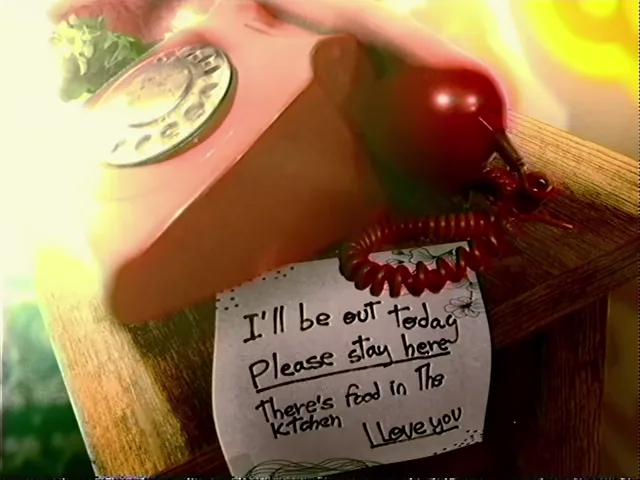 I'll be out today
Please stay here
There's food in The
kitchen
I Love you